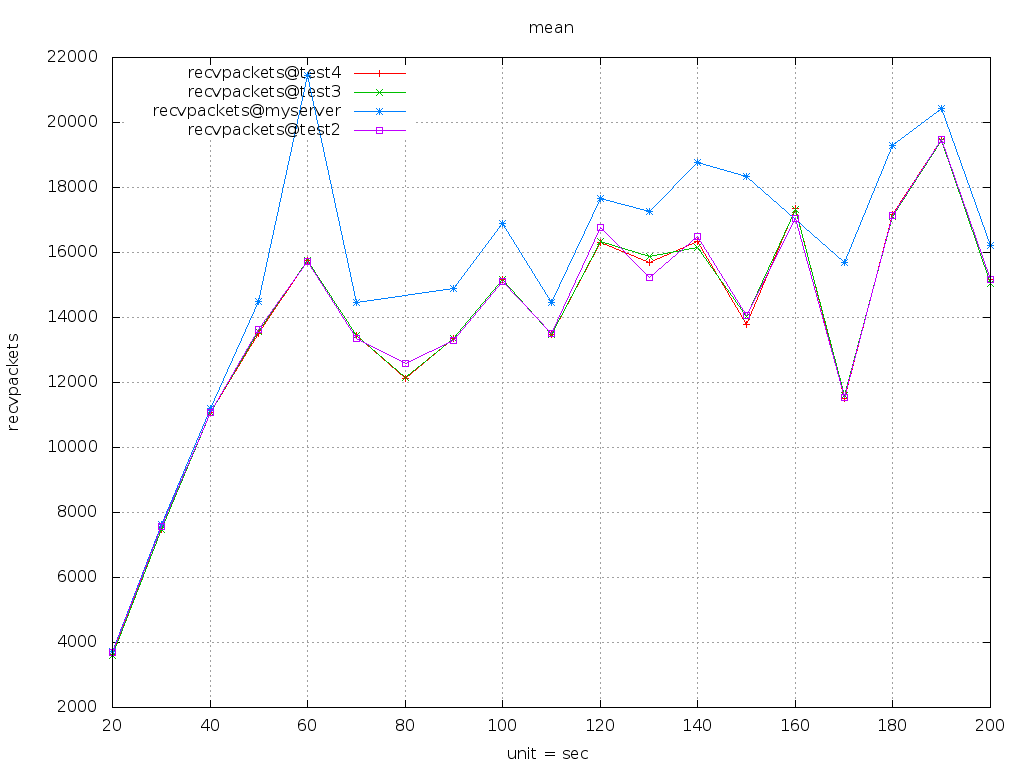 mean
22000
20000
18000
16000
14000
12000
10000
8000
6000
4000
2000
recvpackets
recvpackets@test4
recvpackets@test3
recvpackets@myserver
recvpackets@test2
20 40 60 80 100 120 140 160 180 200
unit = sec